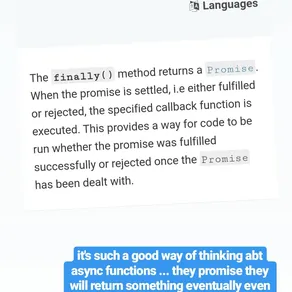 Languages
The finally() method returns a Promise.
When the promise is settled, i.e either fulfilled
or rejected, the specified callback function is
executed. This provides a way for code to be
run whether the promise was fulfilled
successfully or rejected once the Promise
has been dealt with.
it's such a good way of thinking abt
async functions ... they promise they
will return something eventually even